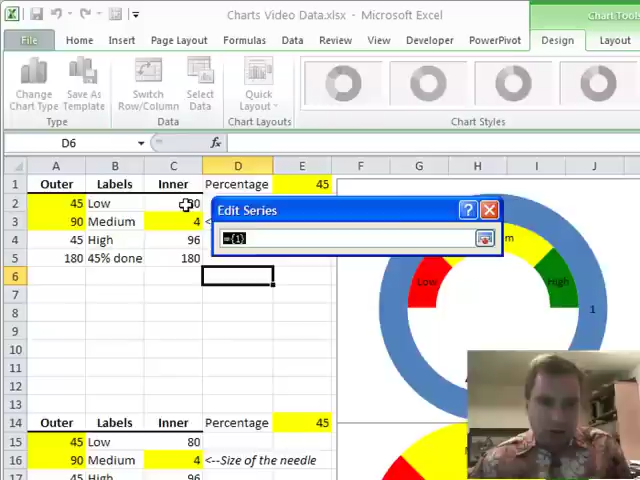 Charts Video Data.xlsx - Microsoft Excel
Chart Tools
File Home Insert Page Layout Formulas Data Review View Developer PowerPivot Design Layout
Change Chart Type
Save As Template
Switch Row/Column
Select Data
Quick Layout
Type Data Chart Layouts Chart Styles
D6 fx
A B C D E F G H I J
1 Outer Labels Inner Percentage 45
2 45 Low 80
3 90 Medium 4
4 45 High 96
5 180 45% done 180
6
7
8
9
10
11
12
13
14 Outer Labels Inner Percentage 45
15 45 Low 80
16 90 Medium 4 <--Size of the needle
17 45 High 96
Edit Series
={1}
Low
High
1